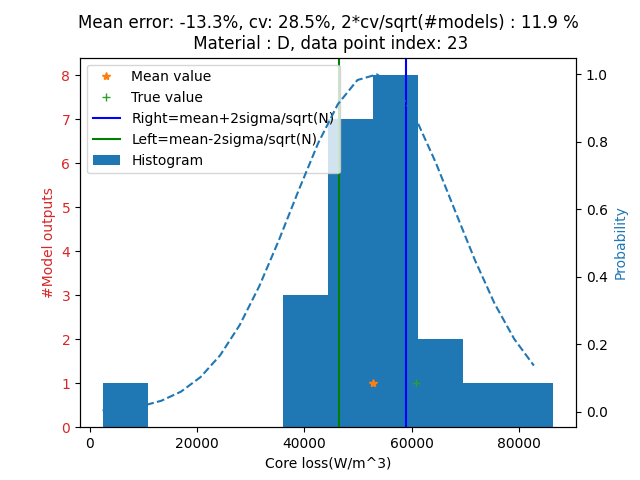 Mean error: -13.3%, cv: 28.5%, 2*cv/sqrt(#models) : 11.9 %
Material : D, data point index: 23
Mean value
True value
Right=mean+2sigma/sqrt(N)
Left=mean-2sigma/sqrt(N)
Histogram
8
7
6
5
4
3
2
1
0
#Model outputs
1.0
0.8
0.6
0.4
0.2
0.0
Probability
0 20000 40000 60000 80000
Core loss(W/m^3)